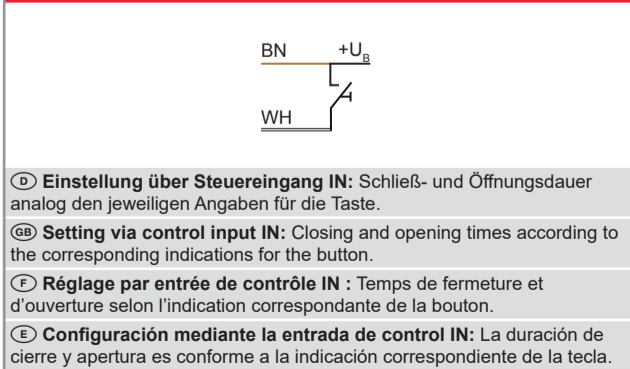 BN +UB
WH
D Einstellung über Steuereingang IN: Schließ- und Öffnungsdauer
analog den jeweiligen Angaben für die Taste.
GB Setting via control input IN: Closing and opening times according to
the corresponding indications for the button.
F Réglage par entrée de contrôle IN : Temps de fermeture et
d'ouverture selon l'indication correspondante de la bouton.
E Configuración mediante la entrada de control IN: La duración de
cierre y apertura es conforme a la indicación correspondiente de la tecla.